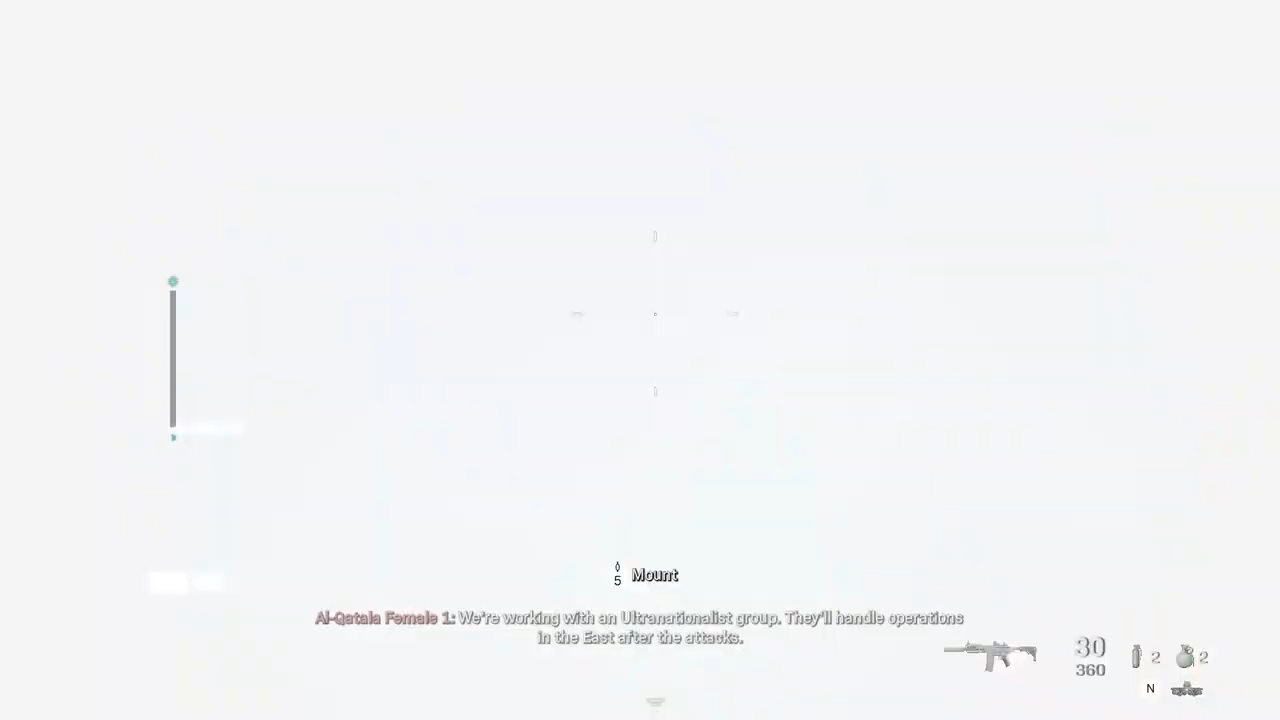 5 Mount
Al-Qatala Female 1: We're working with an Ultranationalist group. They'll handle operations
in the East after the attacks.
30
360
2
2
N